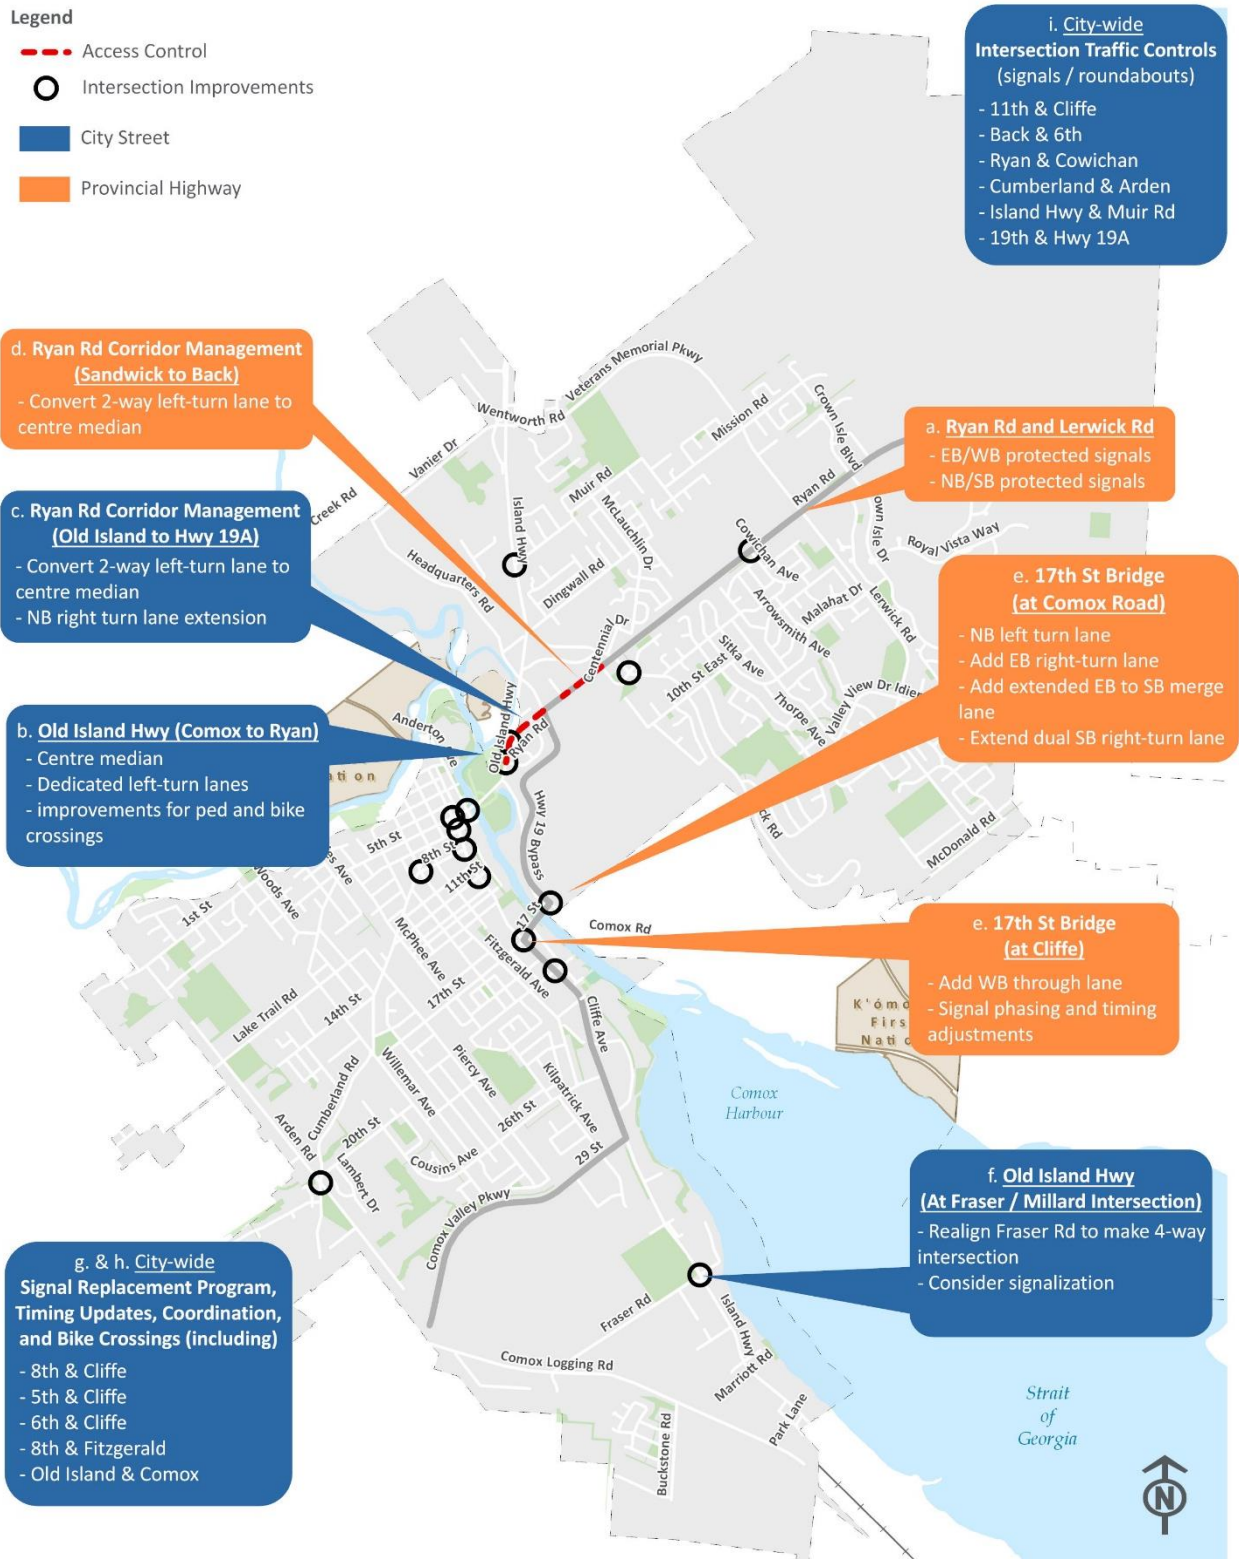 Legend
Access Control
Intersection Improvements
City Street
Provincial Highway
i. City-wide
Intersection Traffic Controls
(signals / roundabouts)
- 11th & Cliffe
- Back & 6th
- Ryan & Cowichan
- Cumberland & Arden
- Island Hwy & Muir Rd
- 19th & Hwy 19A
d. Ryan Rd Corridor Management
(Sandwick to Back)
- Convert 2-way left-turn lane to
centre median
a. Ryan Rd and Lerwick Rd
- EB/WB protected signals
- NB/SB protected signals
c. Ryan Rd Corridor Management
(Old Island to Hwy 19A)
- Convert 2-way left-turn lane to
centre median
- NB right turn lane extension
e. 17th St Bridge
(at Comox Road)
- NB left turn lane
- Add EB right-turn lane
- Add extended EB to SB merge
lane
- Extend dual SB right-turn lane
b. Old Island Hwy (Comox to Ryan)
- Centre median
- Dedicated left-turn lanes
- improvements for ped and bike
crossings
e. 17th St Bridge
(at Cliffe)
- Add WB through lane
- Signal phasing and timing
adjustments
f. Old Island Hwy
(At Fraser / Millard Intersection)
- Realign Fraser Rd to make 4-way
intersection
- Consider signalization
g. & h. City-wide
Signal Replacement Program,
Timing Updates, Coordination,
and Bike Crossings (including)
- 8th & Cliffe
- 5th & Cliffe
- 6th & Cliffe
- 8th & Fitzgerald
- Old Island & Comox
Veterans Memorial Pkwy
Wentworth Rd
Vanier Dr
Creek Rd
Mission Rd
Crown Isle Blvd
Ryan Rd
Muir Rd
Island Hwy
McLauchlin Dr
Headquarters Rd
Dingwall Rd
Cowichan Ave
own Isle Dr
Royal Vista Way
Malahat Dr
Arrowsmith Ave
Lerwick Rd
Centennial Dr
Sitka Ave
10th St East
Thorpe Ave
Valley View Dr
Idier
Anderton
ve
Old Island Hwy
Ryan Rd
ation
Hwy 19 Bypass
ck Rd
McDonald Rd
5th St
8th St
11th St
es Ave
Woods Ave
1st St
17 St
Comox Rd
McPhee Ave
Fitzgerald Ave
17th St
14th St
Lake Trail Rd
Cliffe Ave
K'ómo
Firs
Natio
Piercy Ave
Willemar Ave
Kilpatrick Ave
Cumberland Rd
26th St
Comox
Harbour
Arden Rd
20th St
Lambert Dr
Cousins Ave
29 St
Comox Valley Pkwy
Fraser Rd
Island Hwy
Comox Logging Rd
Marriott Rd
Park Lane
Buckstone Rd
Strait
of
Georgia
N